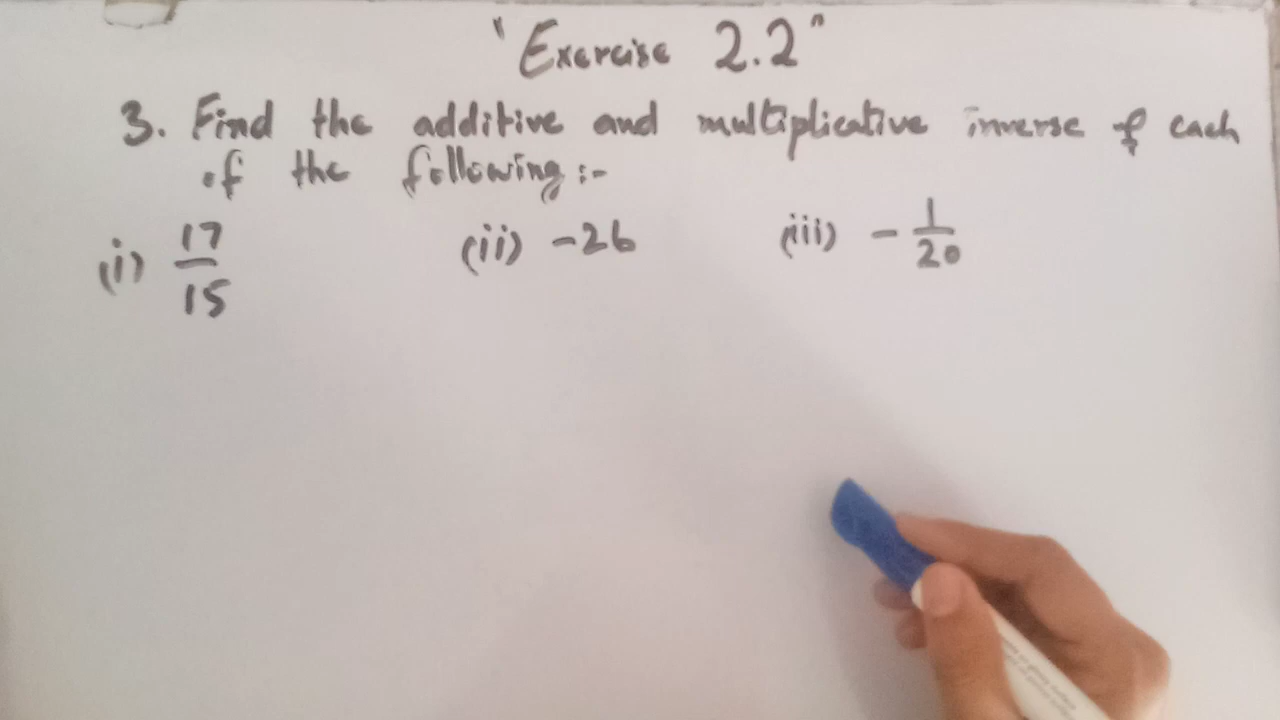 "Exercise 2.2"
3. Find the additive and multiplicative inverse of each
of the following :-
(i) 17/15 (ii) -26 (iii) - 1/20